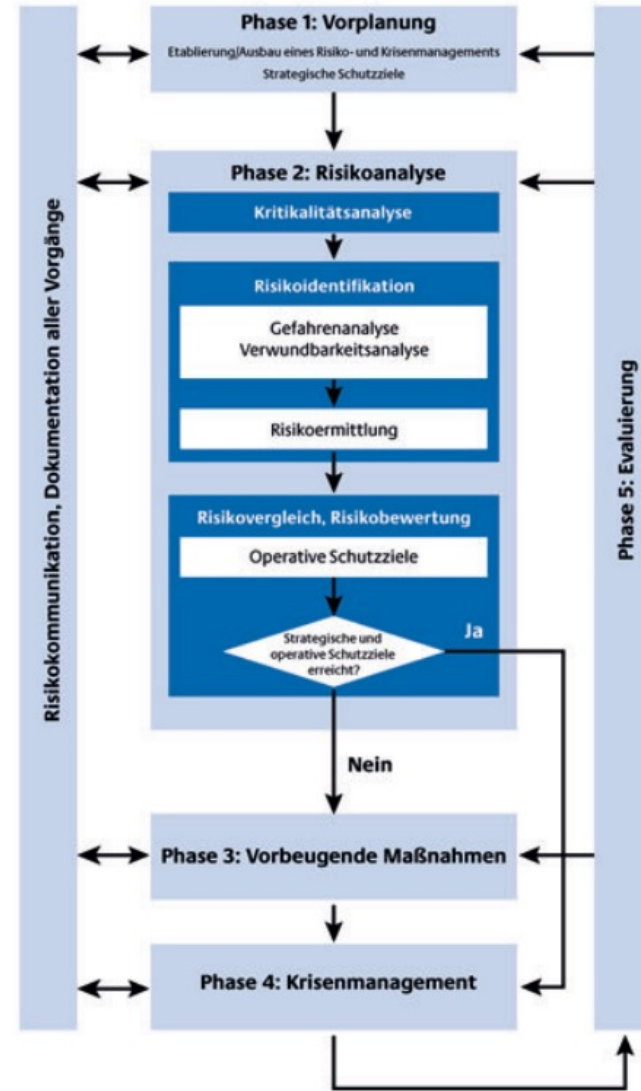 Phase 1: Vorplanung
Etablierung/Ausbau eines Risiko- und Krisenmanagements
Strategische Schutzziele
Phase 2: Risikoanalyse
Kritikalitätsanalyse
Risikoidentifikation
Gefahrenanalyse
Verwundbarkeitsanalyse
Risikoermittlung
Risikovergleich, Risikobewertung
Operative Schutzziele
Strategische und
operative Schutzziele
erreicht?
Ja
Nein
Phase 3: Vorbeugende Maßnahmen
Phase 4: Krisenmanagement
Risikokommunikation, Dokumentation aller Vorgänge
Phase 5: Evaluierung